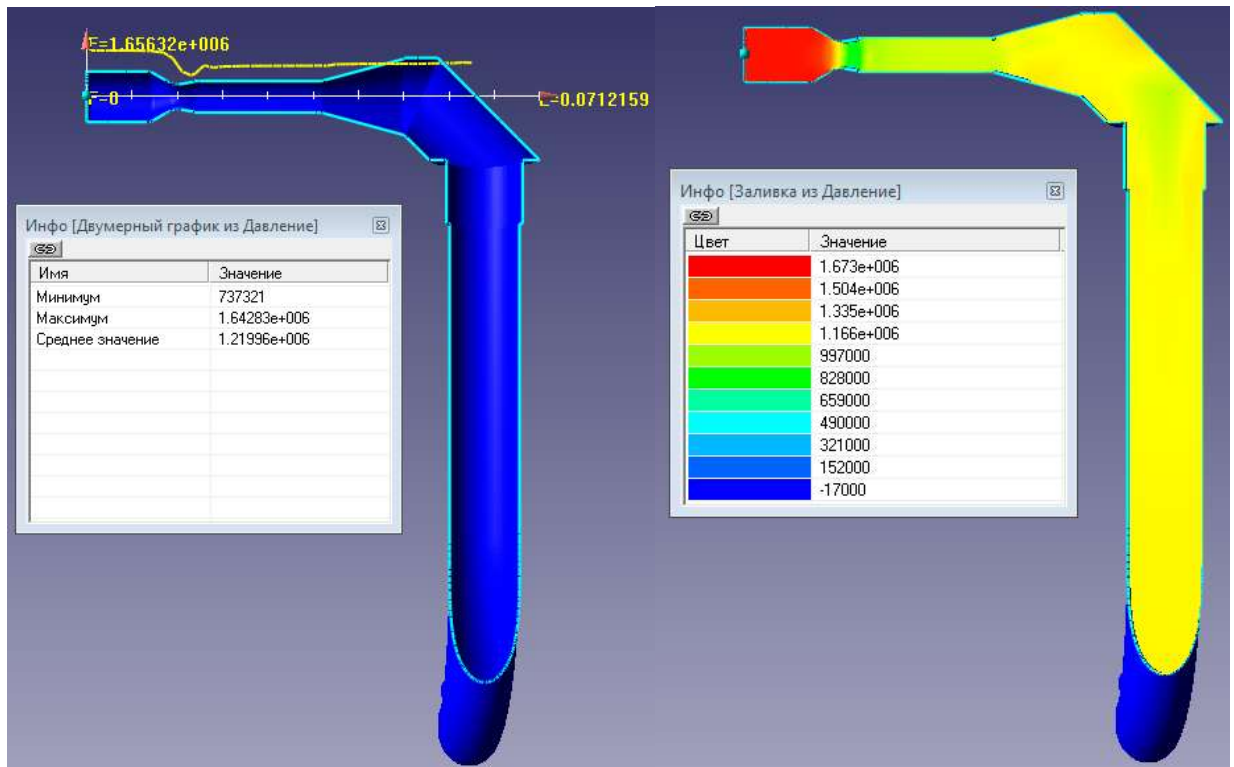 F=1.65632e+006
F=0
L=0.0712159
Инфо [Двумерный график из Давление]
Имя Значение
Минимум 737321
Максимум 1.64283e+006
Среднее значение 1.21996e+006
Инфо [Заливка из Давление]
Цвет Значение
1.673e+006
1.504e+006
1.335e+006
1.166e+006
997000
828000
659000
490000
321000
152000
-17000